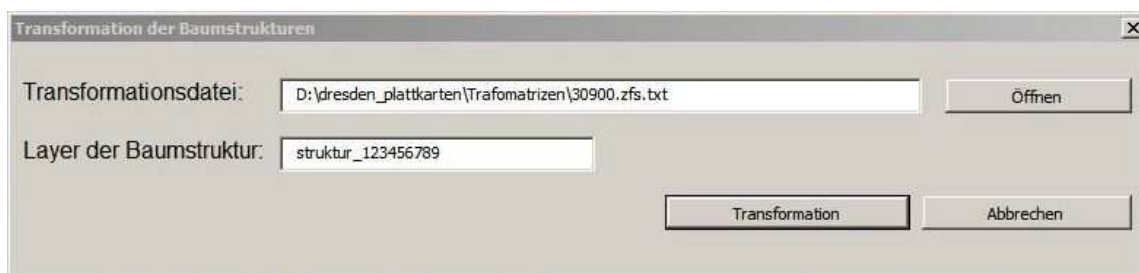 Transformation der Baumstrukturen
Transformationsdatei: D:\dresden_plattkarten\Trafomatrizen\30900.zfs.txt Öffnen
Layer der Baumstruktur: struktur_123456789
Transformation Abbrechen